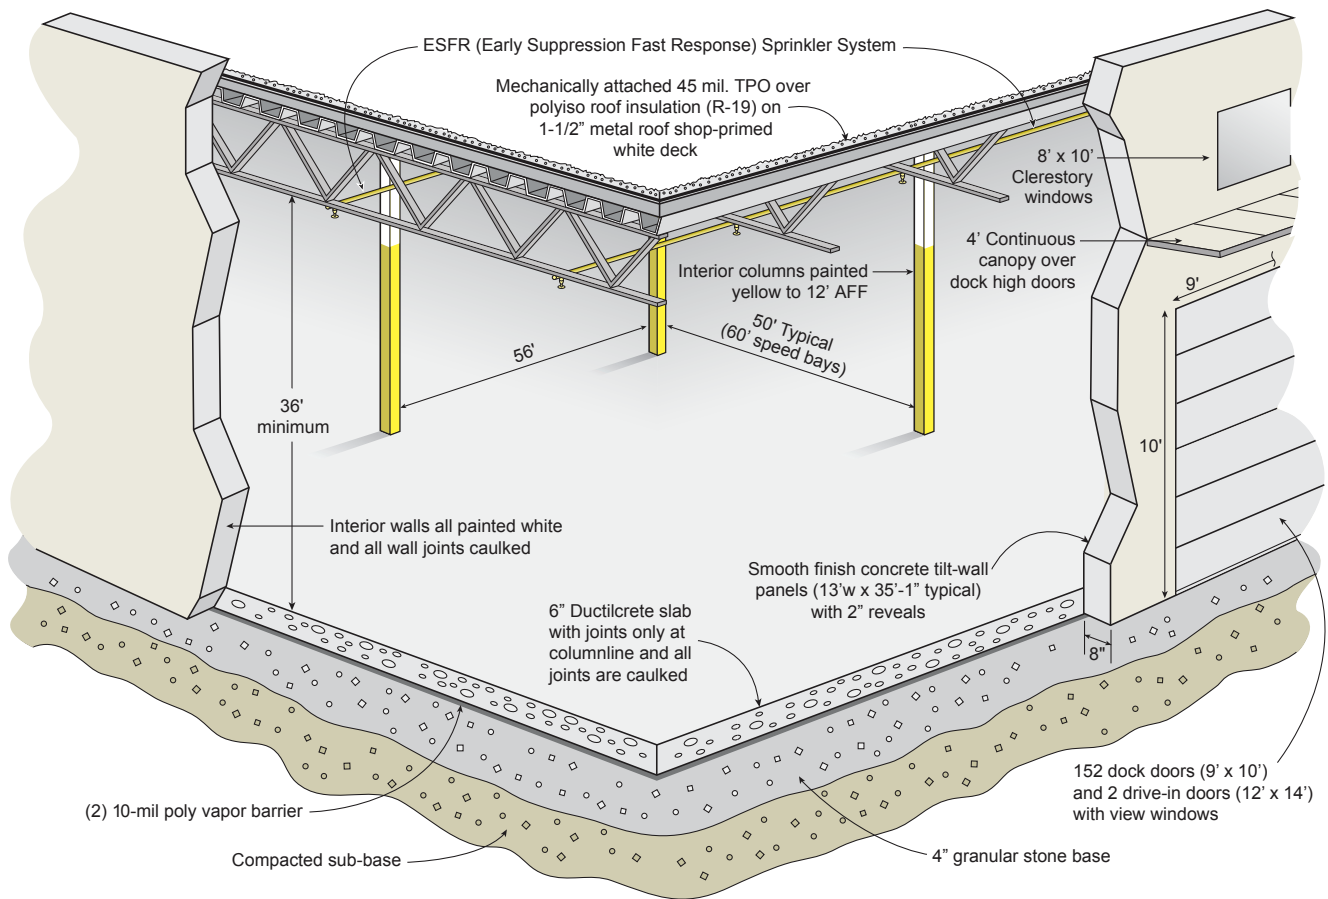 ESFR (Early Suppression Fast Response) Sprinkler System
Mechanically attached 45 mil. TPO over
polyiso roof insulation (R-19) on
1-1/2” metal roof shop-primed
white deck
8’ x 10’
Clerestory
windows
4’ Continuous
canopy over
dock high doors
9'
Interior columns painted
yellow to 12’ AFF
50' Typical
(60’ speed bays)
56'
36'
minimum
10'
Interior walls all painted white
and all wall joints caulked
Smooth finish concrete tilt-wall
panels (13’w x 35’-1” typical)
with 2” reveals
6” Ductilcrete slab
with joints only at
columnline and all
joints are caulked
8"
152 dock doors (9’ x 10’)
and 2 drive-in doors (12’ x 14’)
with view windows
(2) 10-mil poly vapor barrier
Compacted sub-base
4” granular stone base